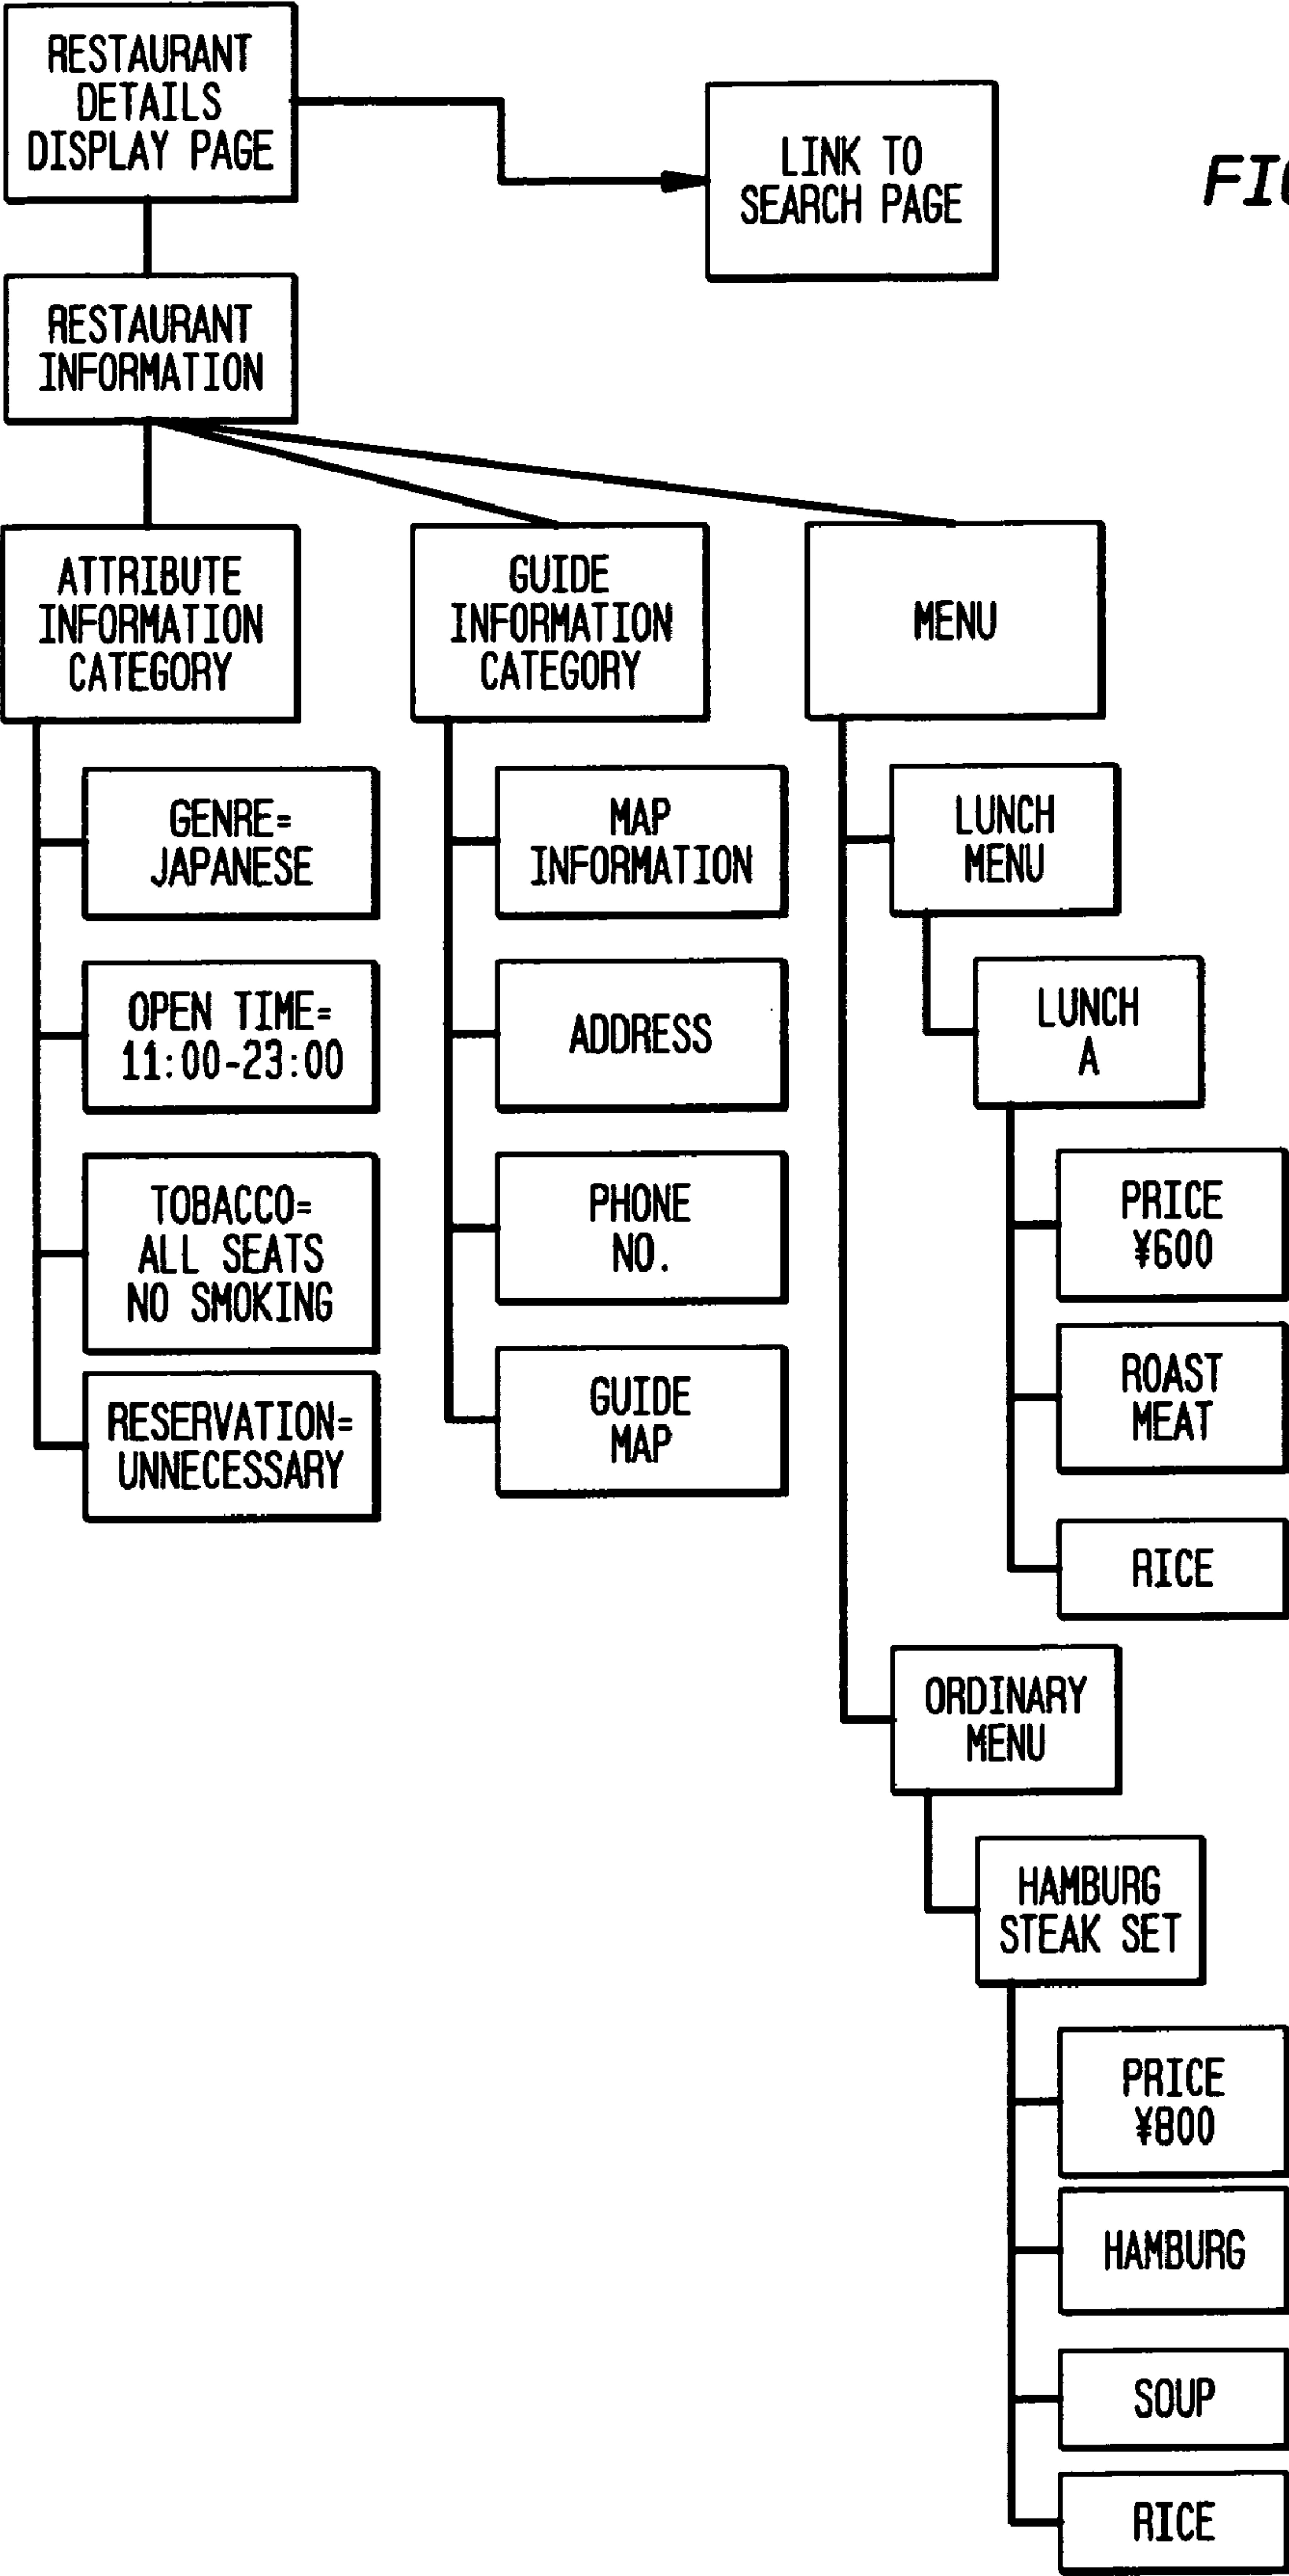 RESTAURANT
DETAILS
DISPLAY PAGE
LINK TO
SEARCH PAGE
RESTAURANT
INFORMATION
ATTRIBUTE
INFORMATION
CATEGORY
GENRE=
JAPANESE
OPEN TIME=
11:00-23:00
TOBACCO=
ALL SEATS
NO SMOKING
RESERVATION=
UNNECESSARY
GUIDE
INFORMATION
CATEGORY
MAP
INFORMATION
ADDRESS
PHONE
NO.
GUIDE
MAP
MENU
LUNCH
MENU
LUNCH
A
PRICE
¥600
ROAST
MEAT
RICE
ORDINARY
MENU
HAMBURG
STEAK SET
PRICE
¥800
HAMBURG
SOUP
RICE